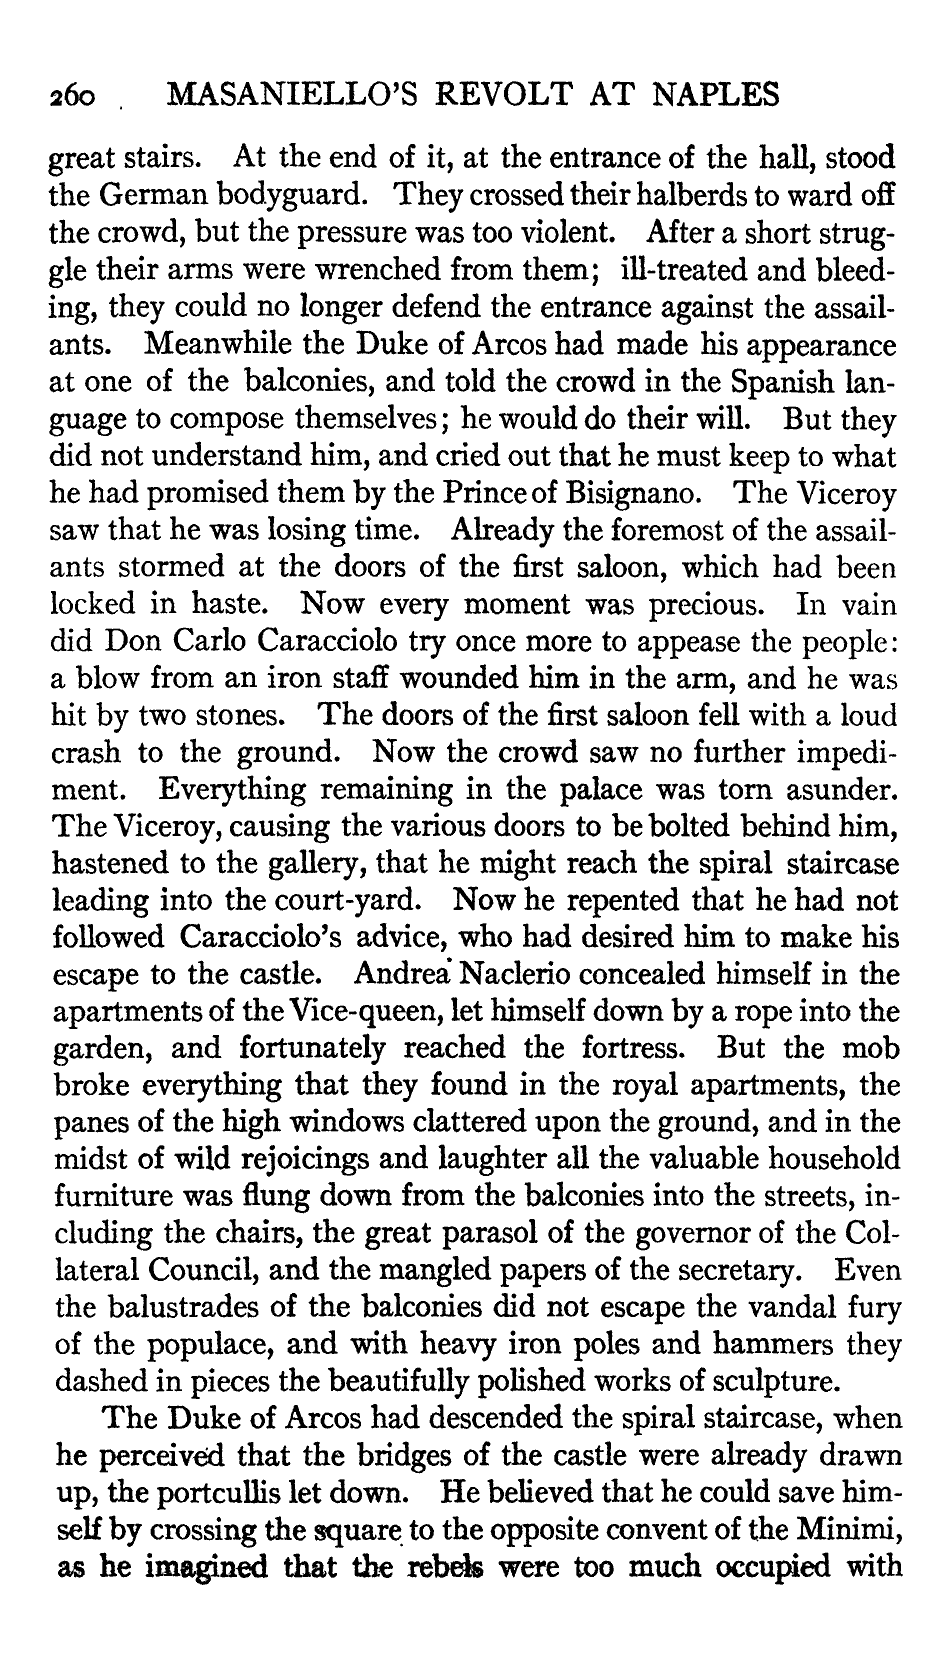 260 MASANIELLO'S REVOLT AT NAPLES
great stairs. At the end of it, at the entrance of the hall, stood
the German bodyguard. They crossed their halberds to ward off
the crowd, but the pressure was too violent. After a short strug-
gle their arms were wrenched from them; ill-treated and bleed-
ing, they could no longer defend the entrance against the assail-
ants. Meanwhile the Duke of Arcos had made his appearance
at one of the balconies, and told the crowd in the Spanish lan-
guage to compose themselves; he would do their will. But they
did not understand him, and cried out that he must keep to what
he had promised them by the Prince of Bisignano. The Viceroy
saw that he was losing time. Already the foremost of the assail-
ants stormed at the doors of the first saloon, which had been
locked in haste. Now every moment was precious. In vain
did Don Carlo Caracciolo try once more to appease the people:
a blow from an iron staff wounded him in the arm, and he was
hit by two stones. The doors of the first saloon fell with a loud
crash to the ground. Now the crowd saw no further impedi-
ment. Everything remaining in the palace was torn asunder.
The Viceroy, causing the various doors to be bolted behind him,
hastened to the gallery, that he might reach the spiral staircase
leading into the court-yard. Now he repented that he had not
followed Caracciolo's advice, who had desired him to make his
escape to the castle. Andrea Naclerio concealed himself in the
apartments of the Vice-queen, let himself down by a rope into the
garden, and fortunately reached the fortress. But the mob
broke everything that they found in the royal apartments, the
panes of the high windows clattered upon the ground, and in the
midst of wild rejoicings and laughter all the valuable household
furniture was flung down from the balconies into the streets, in-
cluding the chairs, the great parasol of the governor of the Col-
lateral Council, and the mangled papers of the secretary. Even
the balustrades of the balconies did not escape the vandal fury
of the populace, and with heavy iron poles and hammers they
dashed in pieces the beautifully polished works of sculpture.
The Duke of Arcos had descended the spiral staircase, when
he perceived that the bridges of the castle were already drawn
up, the portcullis let down. He believed that he could save him-
self by crossing the square to the opposite convent of the Minimi,
as he imagined that the rebels were too much occupied with